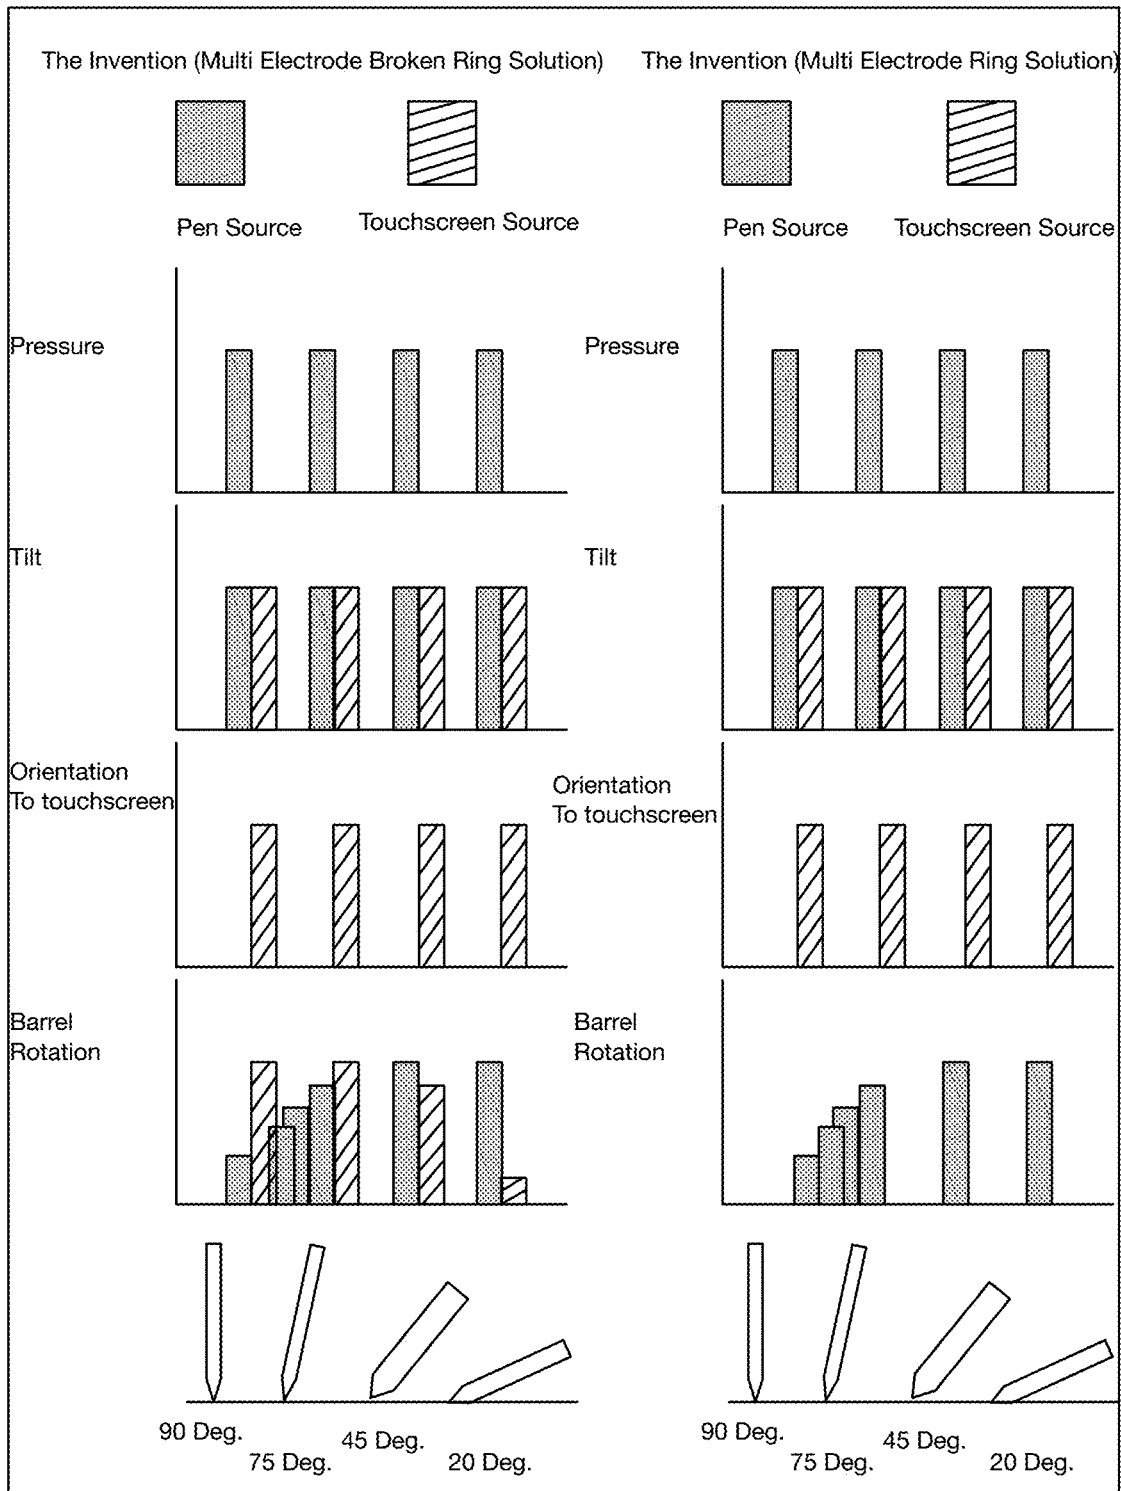 The Invention (Multi Electrode Broken Ring Solution)
The Invention (Multi Electrode Ring Solution)
Pen Source
Touchscreen Source
Pen Source
Touchscreen Source
Pressure
Pressure
Tilt
Tilt
Orientation
To touchscreen
Orientation
To touchscreen
Barrel
Rotation
Barrel
Rotation
90 Deg.
75 Deg.
45 Deg.
20 Deg.
90 Deg.
75 Deg.
45 Deg.
20 Deg.